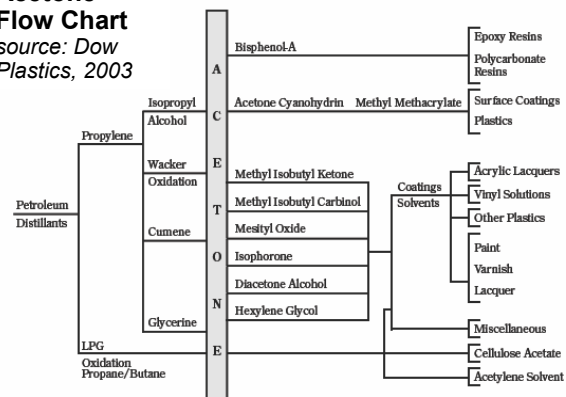 Acetone
Flow Chart
source: Dow
Plastics, 2003
A
C
E
T
O
N
E
Petroleum
Distillants
Propylene
LPG
Oxidation
Propane/Butane
Isopropyl
Alcohol
Wacker
Oxidation
Cumene
Glycerine
Bisphenol-A
Acetone Cyanohydrin Methyl Methacrylate
Methyl Isobutyl Ketone
Methyl Isobutyl Carbinol
Mesityl Oxide
Isophorone
Diacetone Alcohol
Hexylene Glycol
Coatings
Solvents
Epoxy Resins
Polycarbonate
Resins
Surface Coatings
Plastics
Acrylic Lacquers
Vinyl Solutions
Other Plastics
Paint
Varnish
Lacquer
Miscellaneous
Cellulose Acetate
Acetylene Solvent